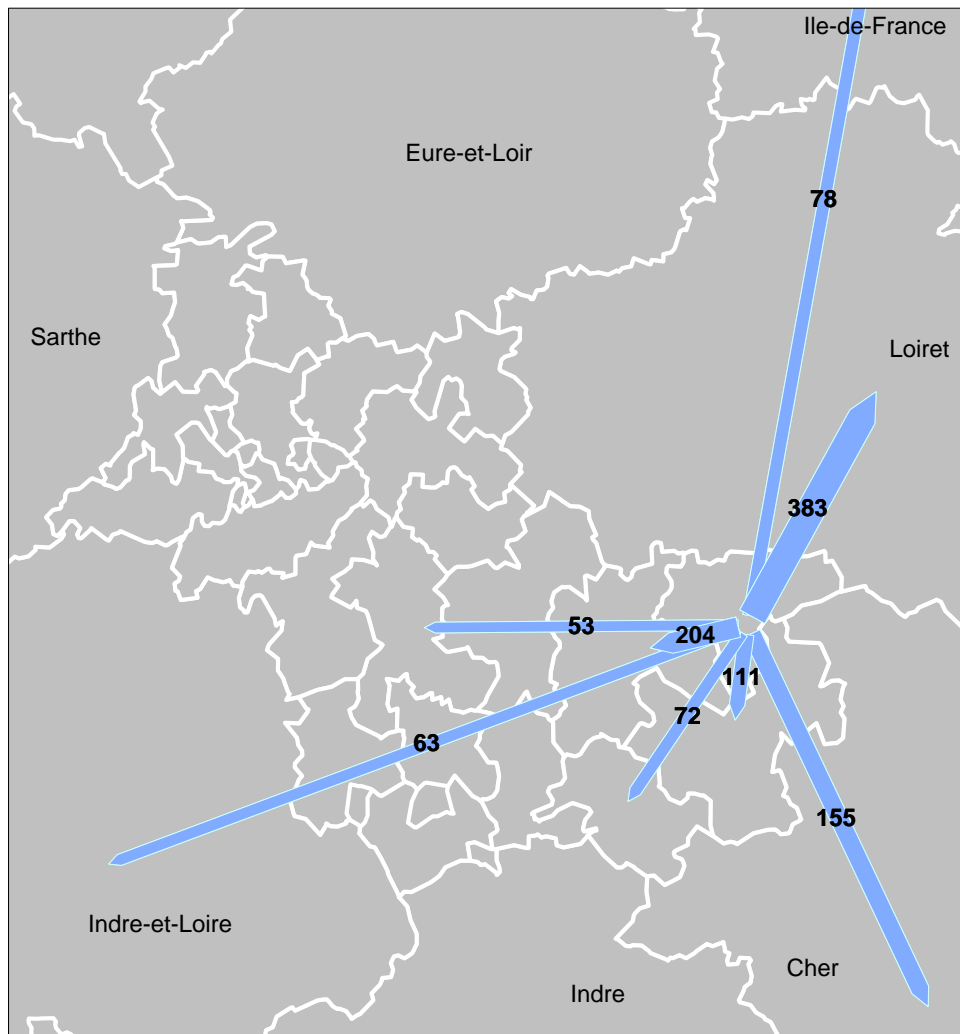 Ile-de-France
Eure-et-Loir
78
Sarthe
Loiret
383
53
204
111
72
63
155
Indre-et-Loire
Cher
Indre